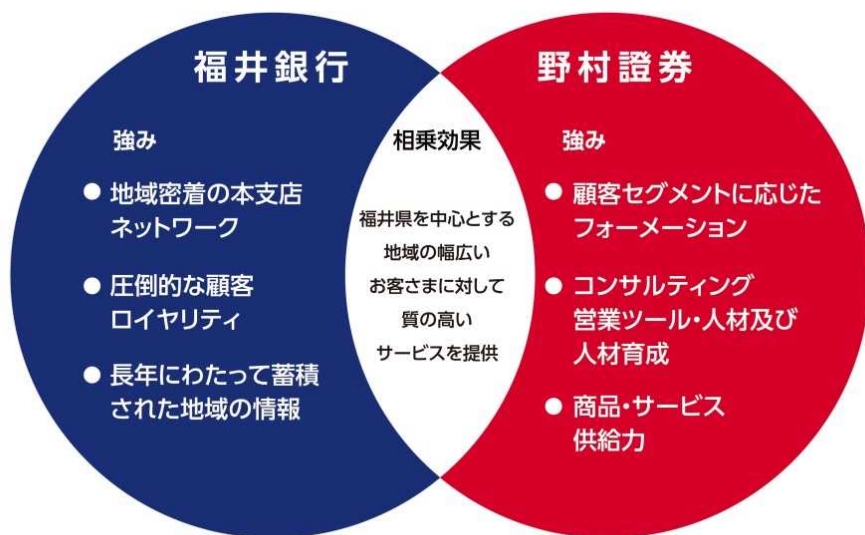 福井銀行
強み
● 地域密着の本支店
ネットワーク
● 圧倒的な顧客
ロイヤリティ
● 長年にわたって蓄積
された地域の情報
相乗効果
福井県を中心とする
地域の幅広い
お客さまに対して
質の高い
サービスを提供
野村證券
強み
● 顧客セグメントに応じた
フォーメーション
● コンサルティング
営業ツール・人材及び
人材育成
● 商品・サービス
供給力